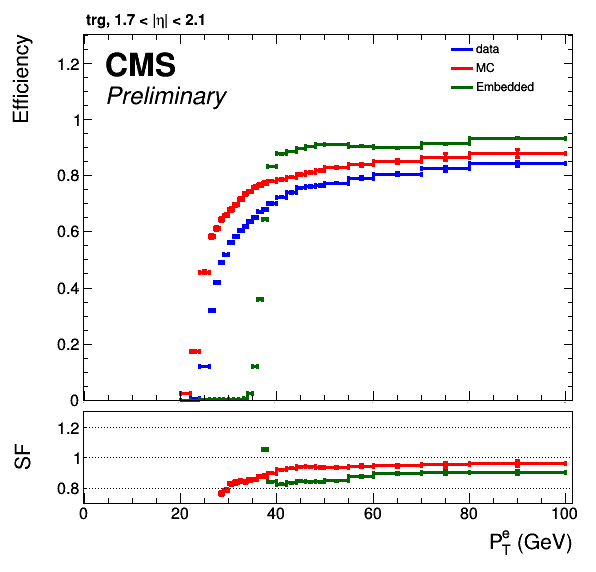 trg, 1.7 < |η| < 2.1
CMS
Preliminary
data
MC
Embedded
Efficiency
1.2
1
0.8
0.6
0.4
0.2
0
SF
1.2
1
0.8
0 20 40 60 80 100
P_T^e (GeV)